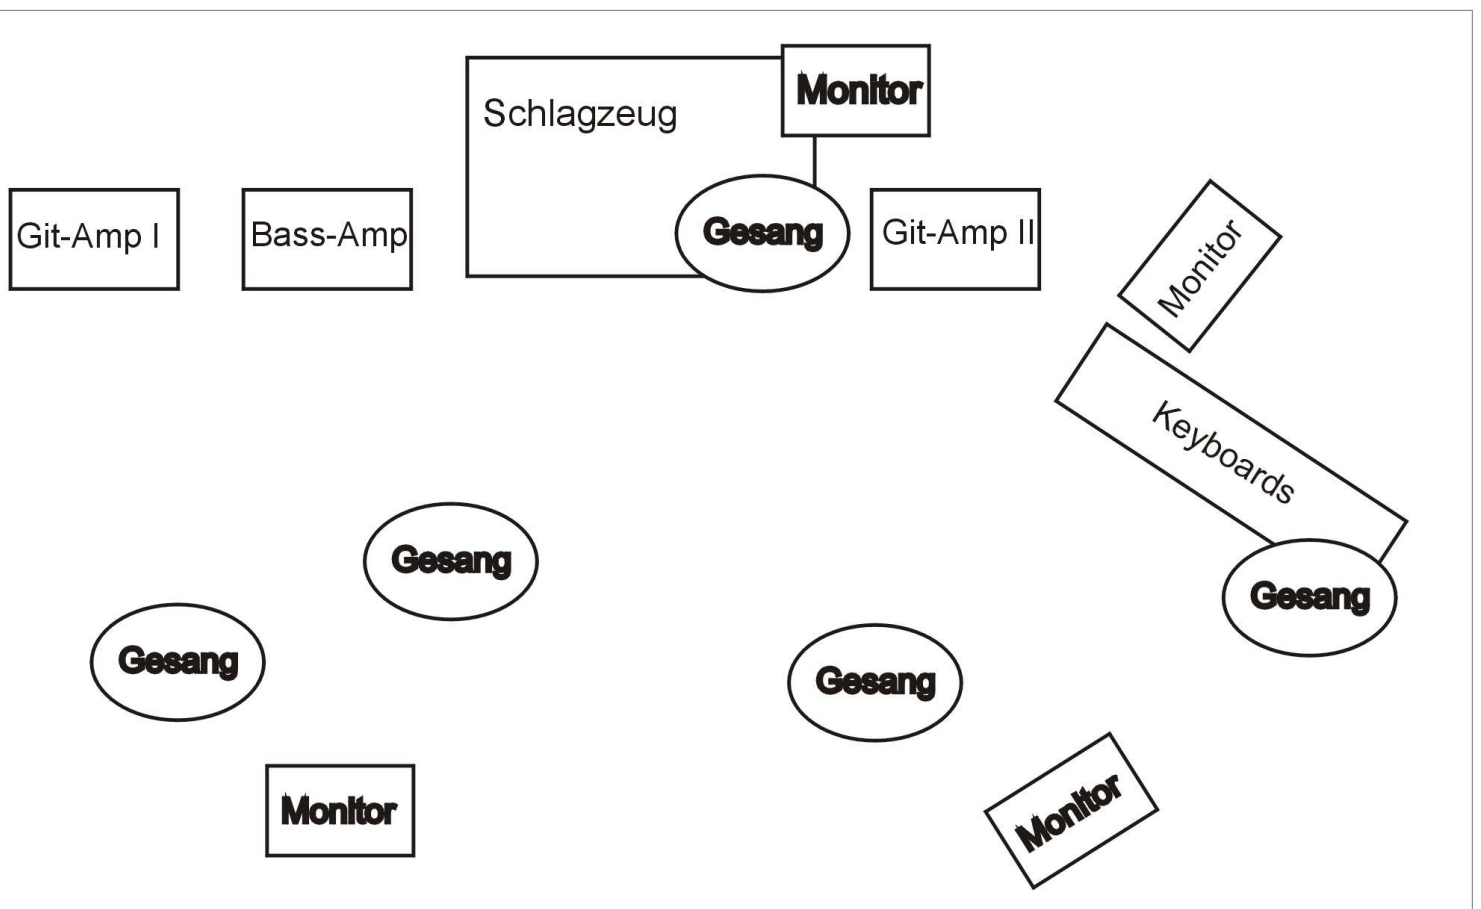 Monitor
Schlagzeug
Git-Amp I
Bass-Amp
Gesang
Git-Amp II
Monitor
Keyboards
Gesang
Gesang
Gesang
Gesang
Monitor
Monitor